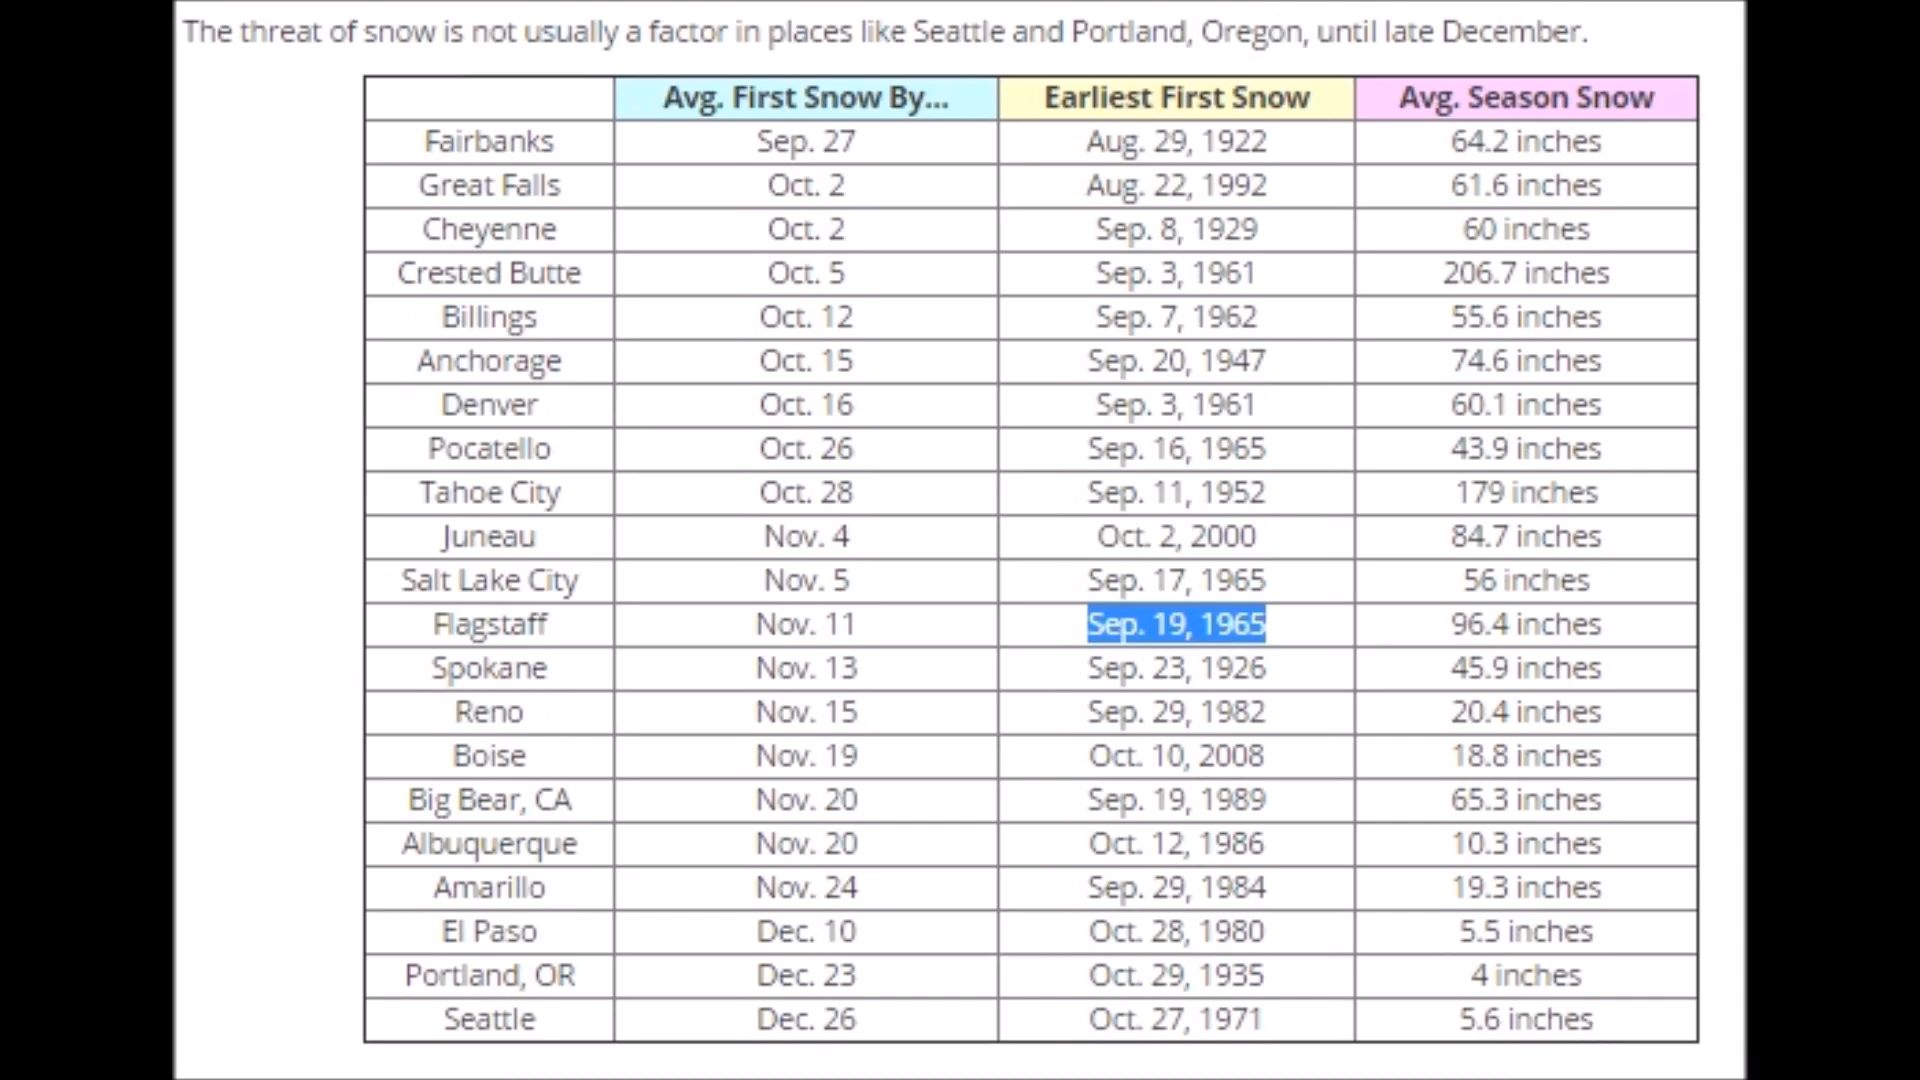 The threat of snow is not usually a factor in places like Seattle and Portland, Oregon, until late December.
Avg. First Snow By... Earliest First Snow Avg. Season Snow
Fairbanks Sep. 27 Aug. 29, 1922 64.2 inches
Great Falls Oct. 2 Aug. 22, 1992 61.6 inches
Cheyenne Oct. 2 Sep. 8, 1929 60 inches
Crested Butte Oct. 5 Sep. 3, 1961 206.7 inches
Billings Oct. 12 Sep. 7, 1962 55.6 inches
Anchorage Oct. 15 Sep. 20, 1947 74.6 inches
Denver Oct. 16 Sep. 3, 1961 60.1 inches
Pocatello Oct. 26 Sep. 16, 1965 43.9 inches
Tahoe City Oct. 28 Sep. 11, 1952 179 inches
Juneau Nov. 4 Oct. 2, 2000 84.7 inches
Salt Lake City Nov. 5 Sep. 17, 1965 56 inches
Flagstaff Nov. 11 Sep. 19, 1965 96.4 inches
Spokane Nov. 13 Sep. 23, 1926 45.9 inches
Reno Nov. 15 Sep. 29, 1982 20.4 inches
Boise Nov. 19 Oct. 10, 2008 18.8 inches
Big Bear, CA Nov. 20 Sep. 19, 1989 65.3 inches
Albuquerque Nov. 20 Oct. 12, 1986 10.3 inches
Amarillo Nov. 24 Sep. 29, 1984 19.3 inches
El Paso Dec. 10 Oct. 28, 1980 5.5 inches
Portland, OR Dec. 23 Oct. 29, 1935 4 inches
Seattle Dec. 26 Oct. 27, 1971 5.6 inches